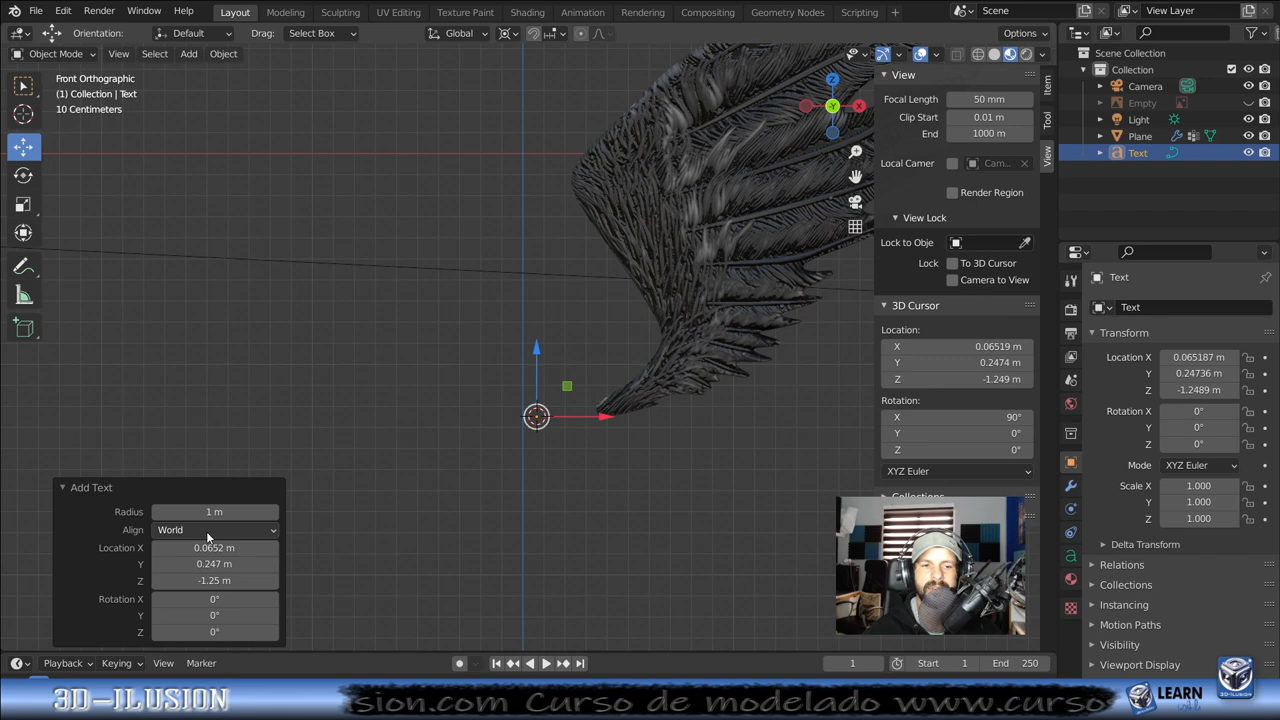 File Edit Render Window Help Layout Modeling Sculpting UV Editing Texture Paint Shading Animation Rendering Compositing Geometry Nodes Scripting + Scene View Layer
Orientation: Default Drag: Select Box Global Options
Object Mode View Select Add Object
Front Orthographic
(1) Collection | Text
10 Centimeters
Z
-Y
X
View
Focal Length 50 mm
Clip Start 0.01 m
End 1000 m
Local Camer Cam...
Render Region
View Lock
Lock to Obje
Lock To 3D Cursor
Camera to View
3D Cursor
Location:
X 0.06519 m
Y 0.2474 m
Z -1.249 m
Rotation:
X 90°
Y 0°
Z 0°
XYZ Euler
Item
Tool
View
Scene Collection
Collection
Camera
Empty
Light
Plane
Text
Text
Text
Transform
Location X 0.065187 m
Y 0.24736 m
Z -1.2489 m
Rotation X 0°
Y 0°
Z 0°
Mode XYZ Euler
Scale X 1.000
Y 1.000
Z 1.000
Delta Transform
Relations
Collections
Instancing
Motion Paths
Visibility
Viewport Display
Add Text
Radius 1 m
Align World
Location X 0.0652 m
Y 0.247 m
Z -1.25 m
Rotation X 0°
Y 0°
Z 0°
Playback Keying View Marker 1 Start 1 End 250
3D-ILUSION sion.com Curso de modelado www.curso LEARN